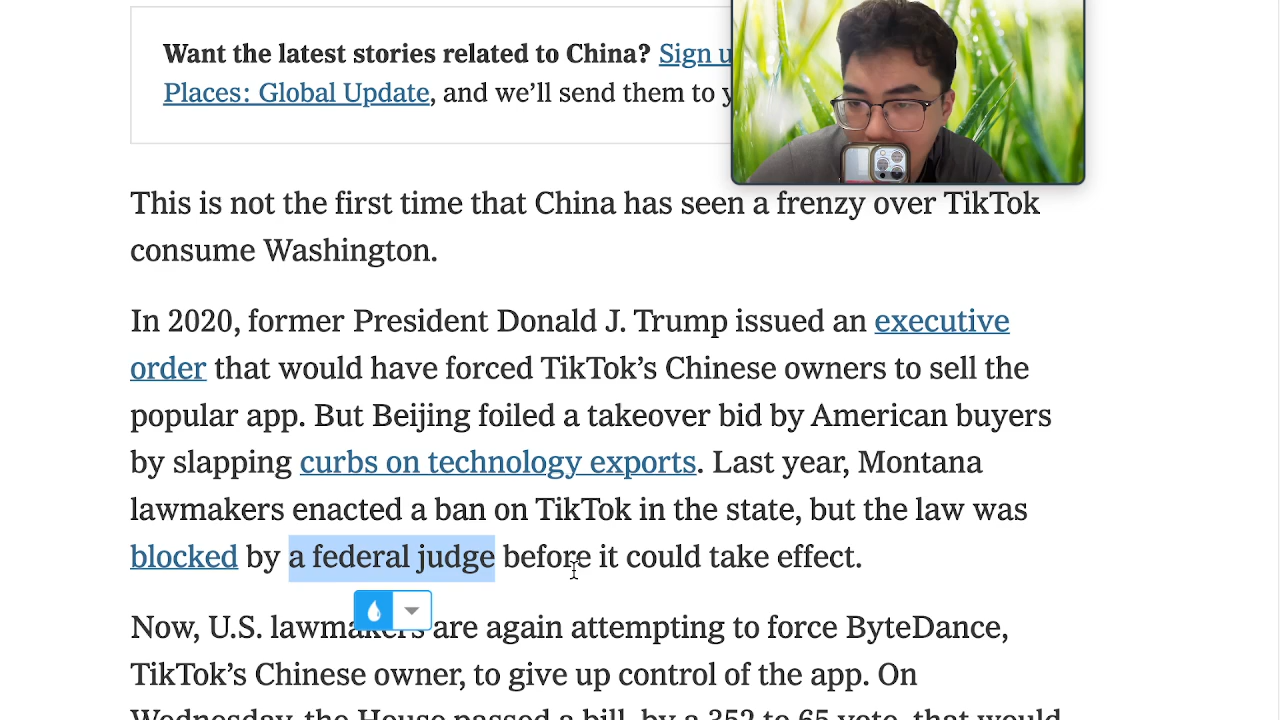 Want the latest stories related to China? Sign u
Places: Global Update, and we'll send them to y
This is not the first time that China has seen a frenzy over TikTok
consume Washington.
In 2020, former President Donald J. Trump issued an executive
order that would have forced TikTok's Chinese owners to sell the
popular app. But Beijing foiled a takeover bid by American buyers
by slapping curbs on technology exports. Last year, Montana
lawmakers enacted a ban on TikTok in the state, but the law was
blocked by a federal judge before it could take effect.
Now, U.S. lawmakers are again attempting to force ByteDance,
TikTok's Chinese owner, to give up control of the app. On
Wednesday, the House passed a bill, by a 352 to 65 vote, that would